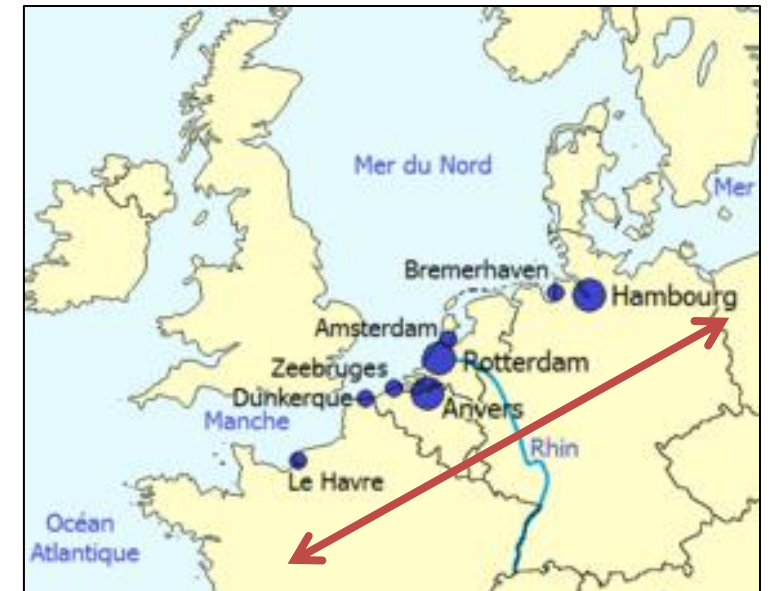 Mer du Nord
Mer
Bremerhaven
Hambourg
Amsterdam
Rotterdam
Zeebruges
Dunkerque
Anvers
Manche
Rhin
Le Havre
Océan
Atlantique